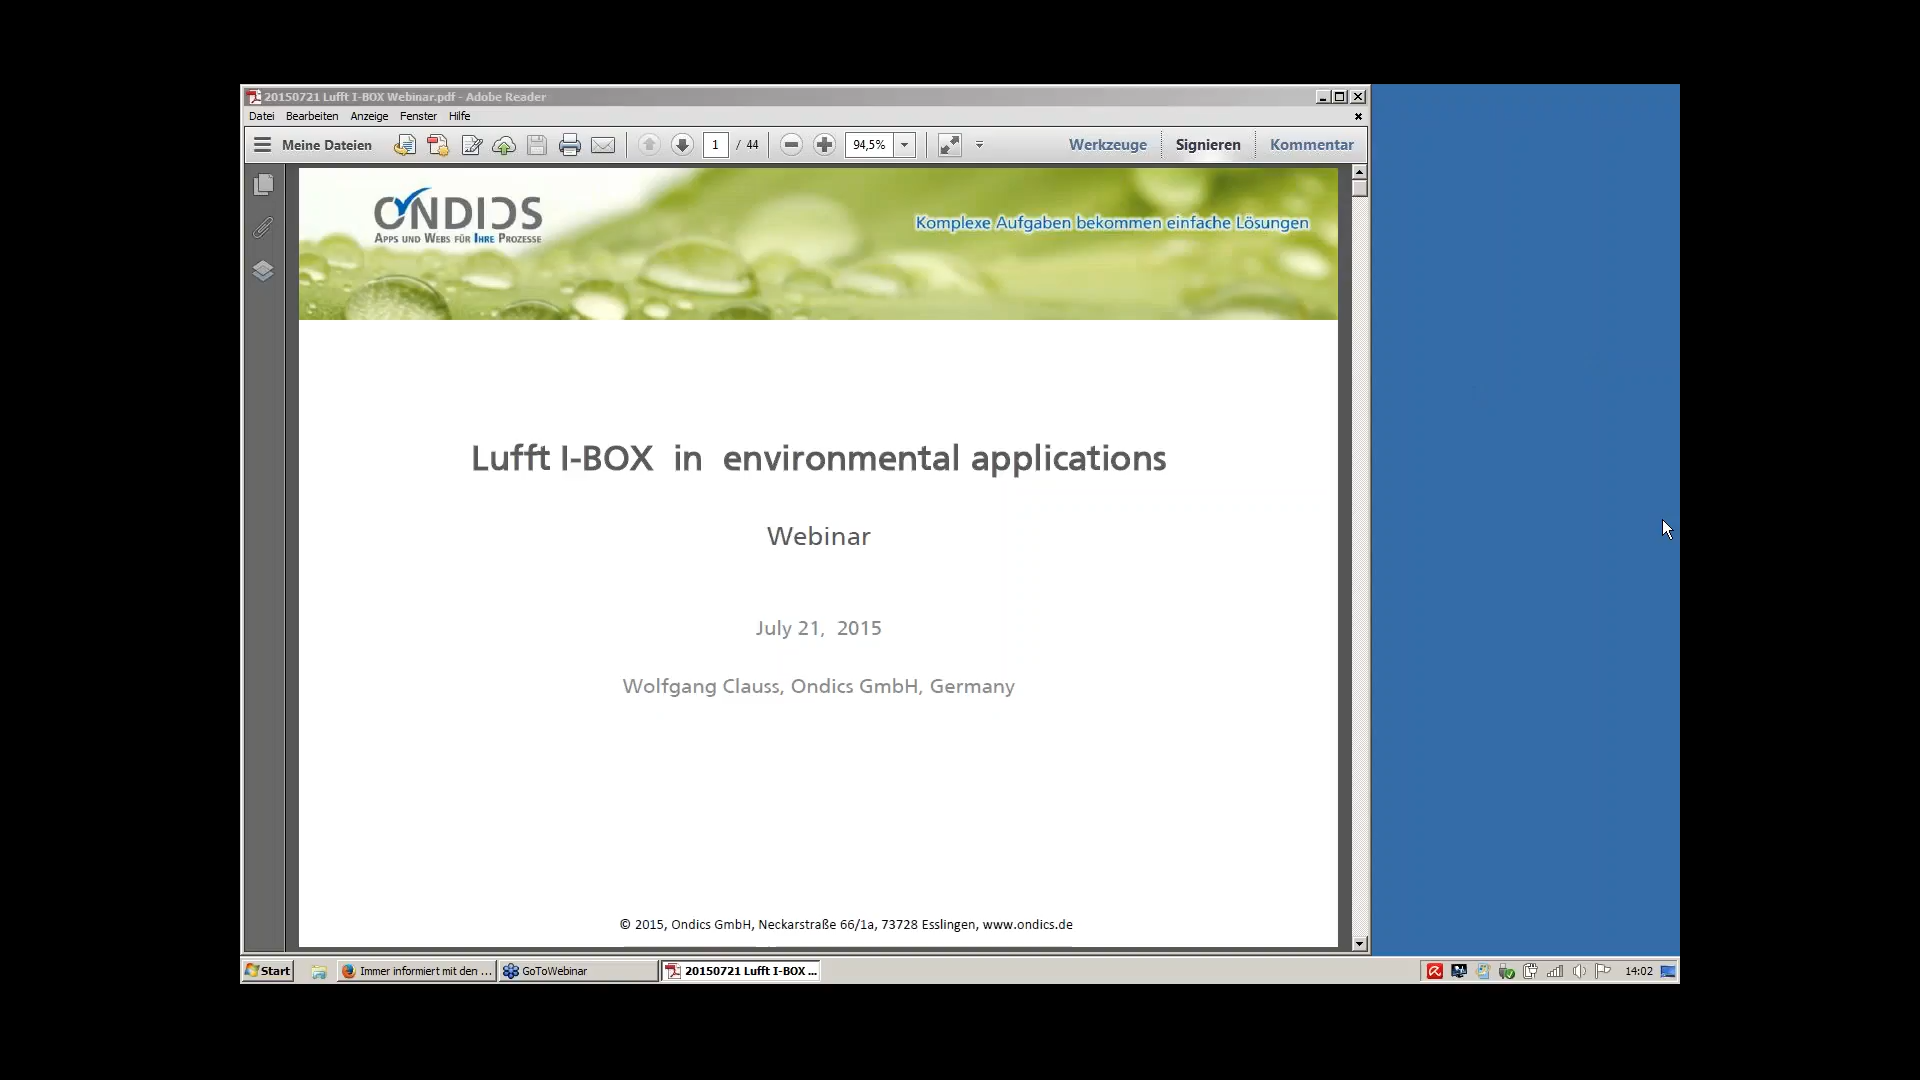 20150721 Lufft I-BOX Webinar.pdf - Adobe Reader
Datei Bearbeiten Anzeige Fenster Hilfe
Meine Dateien 1 / 44 94,5% Werkzeuge Signieren Kommentar
ONDICS
APPS UND WEBS FÜR IHRE PROZESSE
Komplexe Aufgaben bekommen einfache Lösungen
Lufft I-BOX in environmental applications
Webinar
July 21, 2015
Wolfgang Clauss, Ondics GmbH, Germany
© 2015, Ondics GmbH, Neckarstraße 66/1a, 73728 Esslingen, www.ondics.de
Start Immer informiert mit den ... GoToWebinar 20150721 Lufft I-BOX ... 14:02